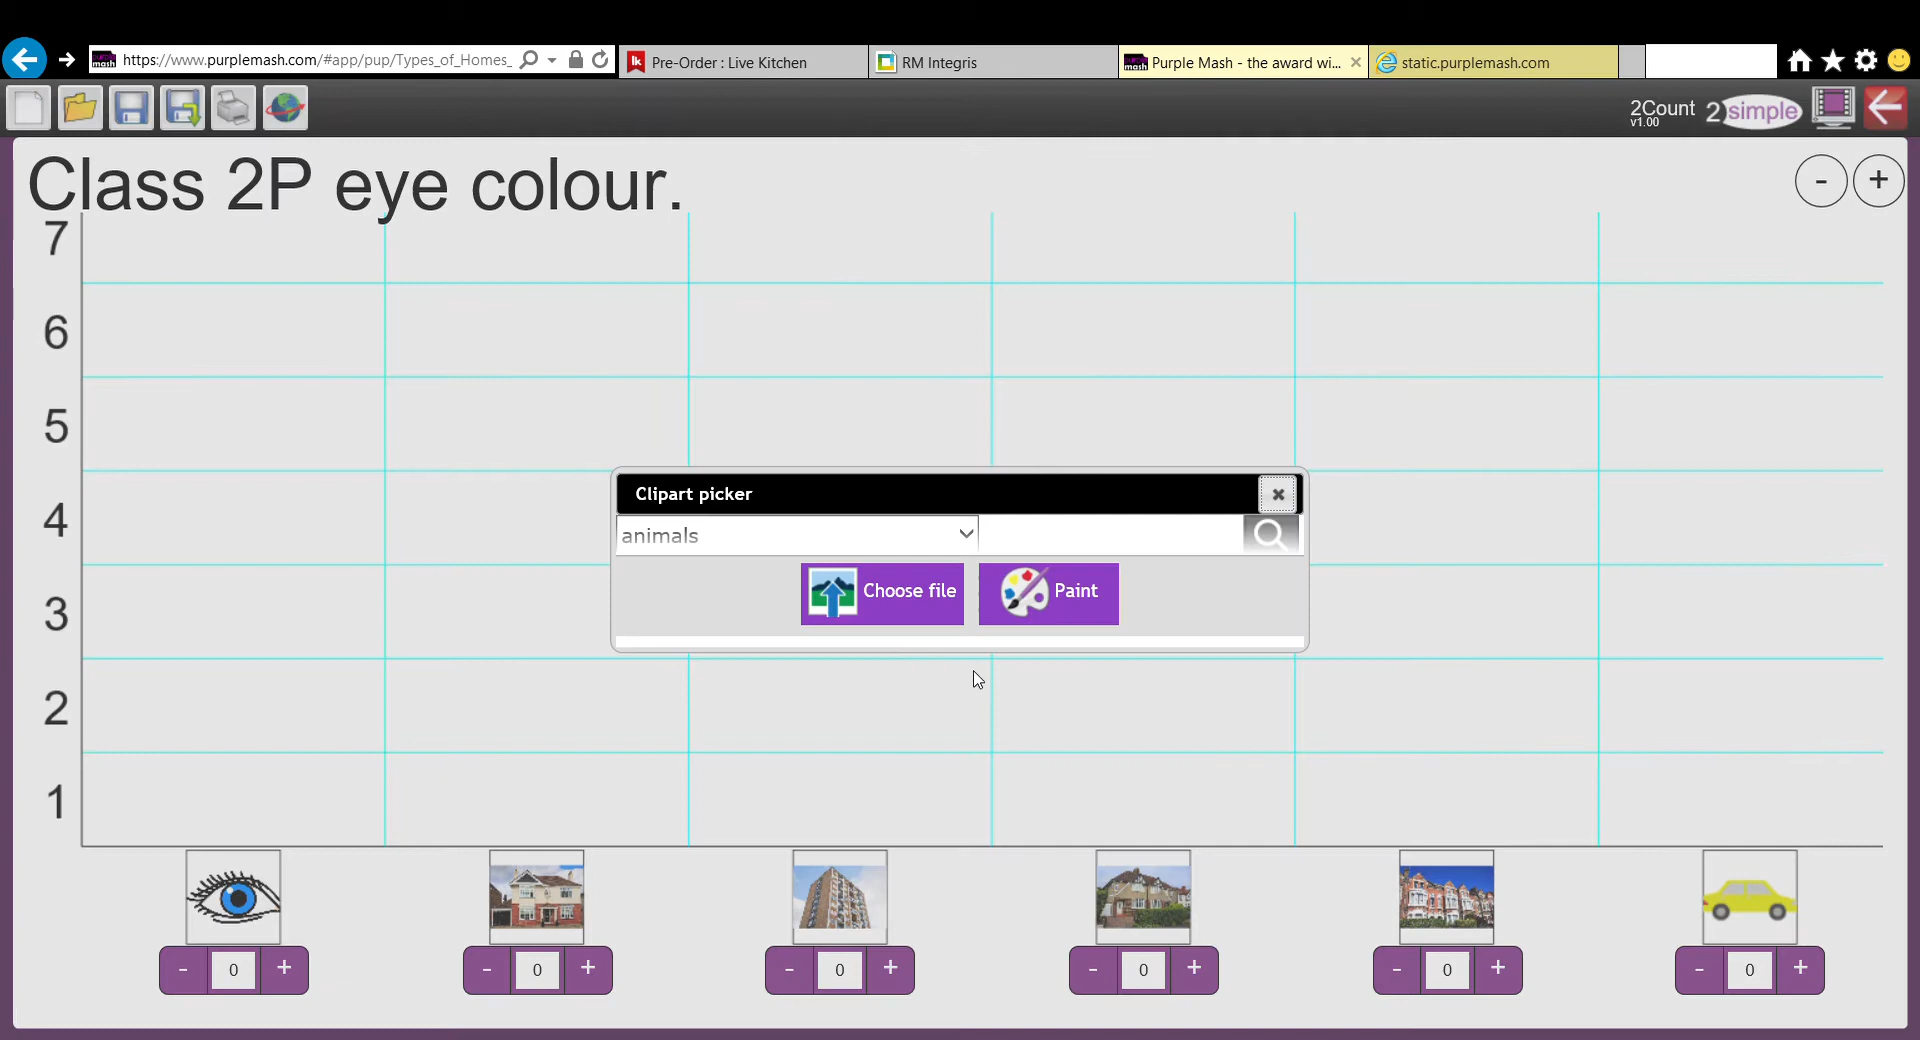 https://www.purplemash.com/#app/pup/Types_of_Homes_
Pre-Order : Live Kitchen
RM Integris
mash
Purple Mash - the award wi...
static.purplemash.com
2Count
v1.00
2simple
Class 2P eye colour.
- +
7
6
5
4
3
2
1
Clipart picker
animals
Choose file
Paint
- 0 +
- 0 +
- 0 +
- 0 +
- 0 +
- 0 +